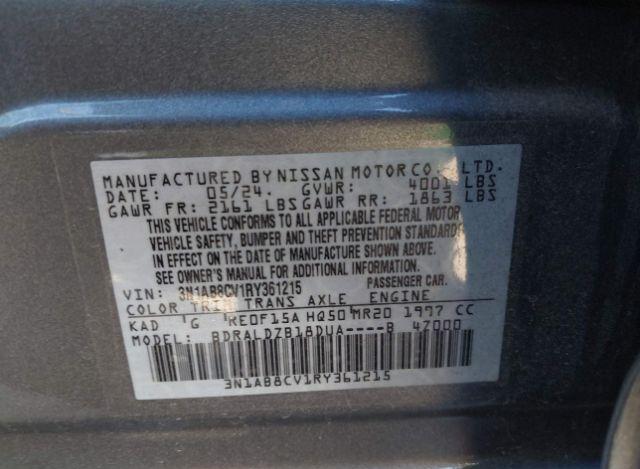 MANUFACTURED BY NISSAN MOTOR CO., LTD.
DATE: 05/24 GVWR: 4001 LBS
GAWR FR: 2161 LBS GAWR RR: 1863 LBS
THIS VEHICLE CONFORMS TO ALL APPLICABLE FEDERAL MOTOR
VEHICLE SAFETY, BUMPER AND THEFT PREVENTION STANDARDS
IN EFFECT ON THE DATE OF MANUFACTURE SHOWN ABOVE.
SEE OWNER'S MANUAL FOR ADDITIONAL INFORMATION.
VIN: 3N1AB8CV1RY361215 PASSENGER CAR.
COLOR TRIM TRANS AXLE ENGINE
KAD G RE0F15A HQ50 MR20 1997 CC
MODEL: BDRALDZB18DUA----B 4Z000
3N1AB8CV1RY361215